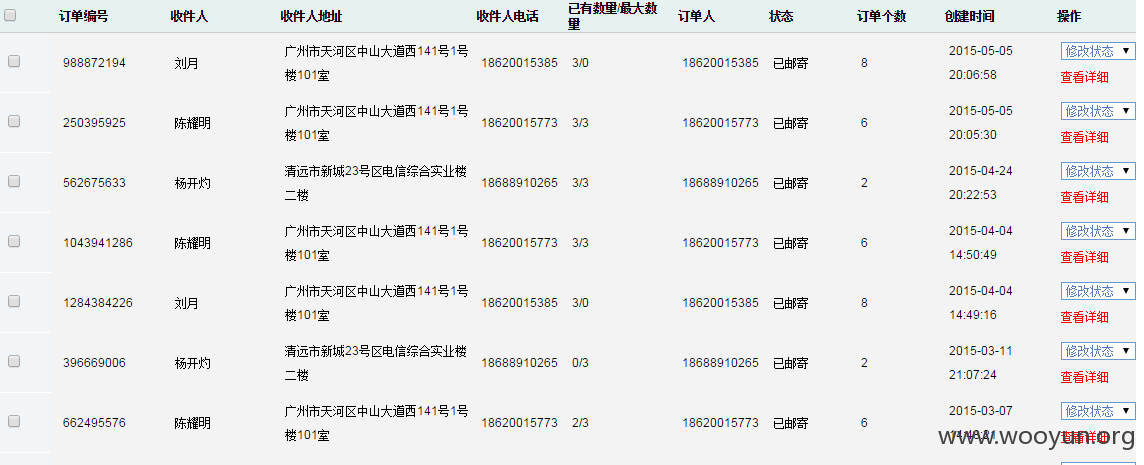 订单编号 收件人 收件人地址 收件人电话 已有数量/最大数量 订单人 状态 订单个数 创建时间 操作
988872194 刘月 广州市天河区中山大道西141号1号楼101室 18620015385 3/0 18620015385 已邮寄 8 2015-05-05 20:06:58 修改状态 查看详细
250395925 陈耀明 广州市天河区中山大道西141号1号楼101室 18620015773 3/3 18620015773 已邮寄 6 2015-05-05 20:05:30 修改状态 查看详细
562675633 杨开灼 清远市新城23号区电信综合实业楼二楼 18688910265 3/3 18688910265 已邮寄 2 2015-04-24 20:22:53 修改状态 查看详细
1043941286 陈耀明 广州市天河区中山大道西141号1号楼101室 18620015773 3/3 18620015773 已邮寄 6 2015-04-04 14:50:49 修改状态 查看详细
1284384226 刘月 广州市天河区中山大道西141号1号楼101室 18620015385 3/0 18620015385 已邮寄 8 2015-04-04 14:49:16 修改状态 查看详细
396669006 杨开灼 清远市新城23号区电信综合实业楼二楼 18688910265 0/3 18688910265 已邮寄 2 2015-03-11 21:07:24 修改状态 查看详细
662495576 陈耀明 广州市天河区中山大道西141号1号楼101室 18620015773 2/3 18620015773 已邮寄 6 2015-03-07 修改状态 查看详细
www.wooyun.org